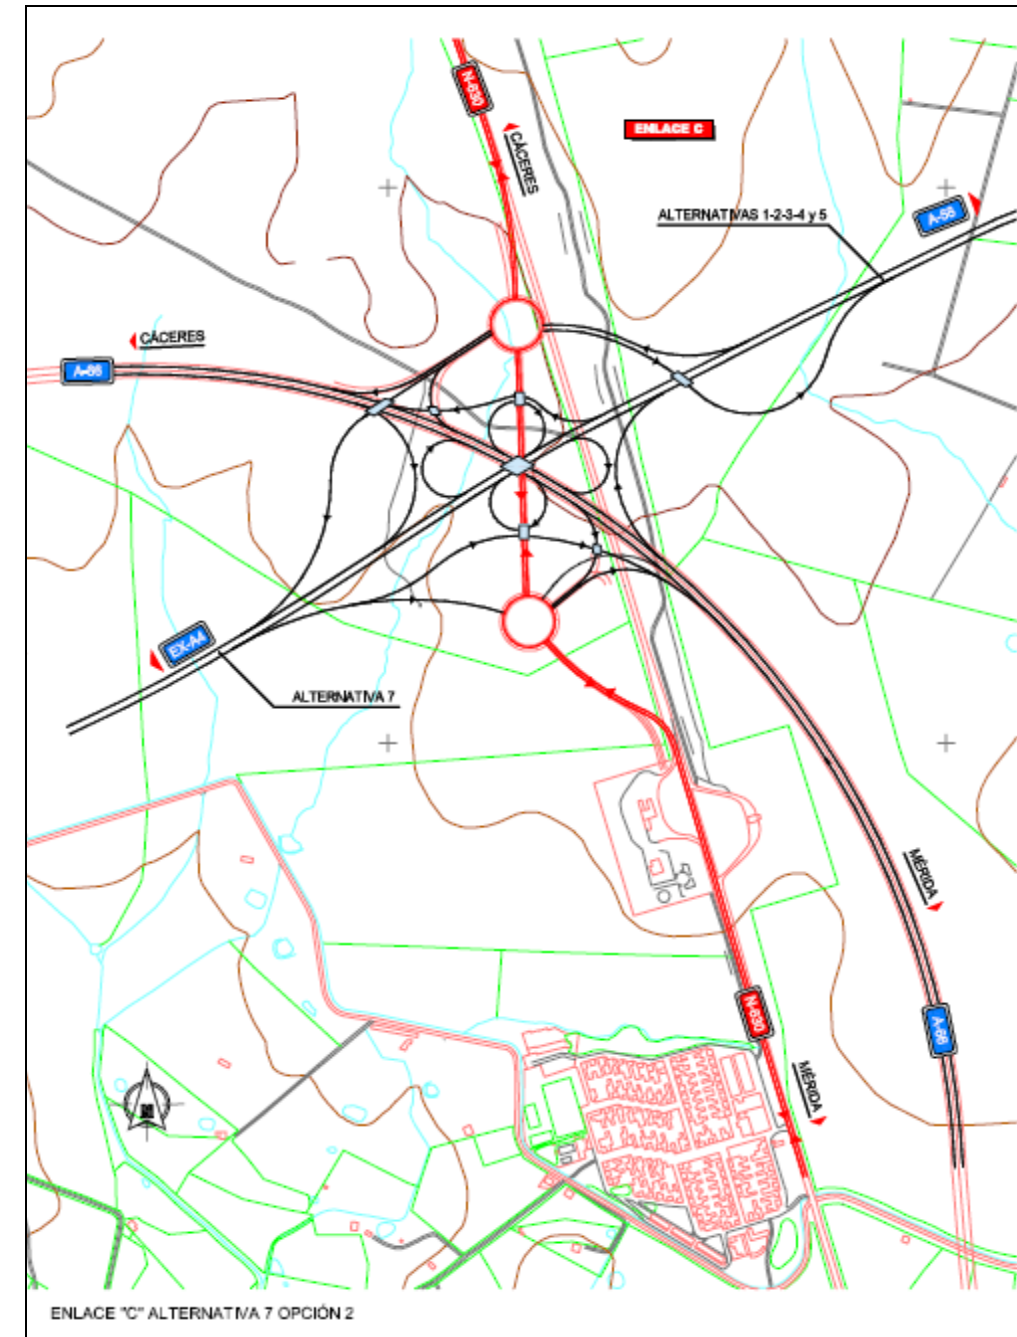 N-630
CÁCERES
ENLACE C
ALTERNATIVAS 1-2-3-4 y 5
A-58
CÁCERES
A-66
EX-A4
ALTERNATIVA 7
MÉRIDA
N-630
A-66
MÉRIDA
ENLACE "C" ALTERNATIVA 7 OPCIÓN 2